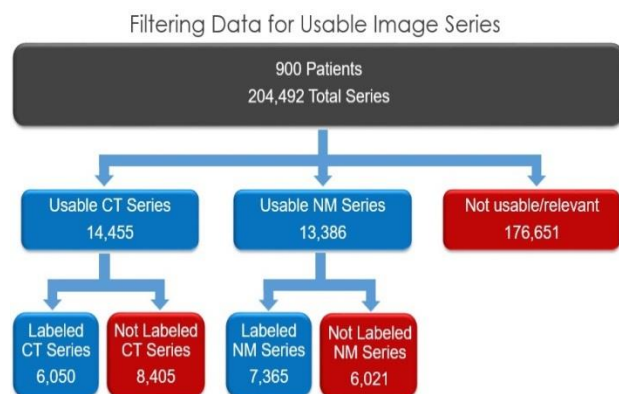 Filtering Data for Usable Image Series
900 Patients
204,492 Total Series
Usable CT Series
14,455
Usable NM Series
13,386
Not usable/relevant
176,651
Labeled
CT Series
6,050
Not Labeled
CT Series
8,405
Labeled
NM Series
7,365
Not Labeled
NM Series
6,021